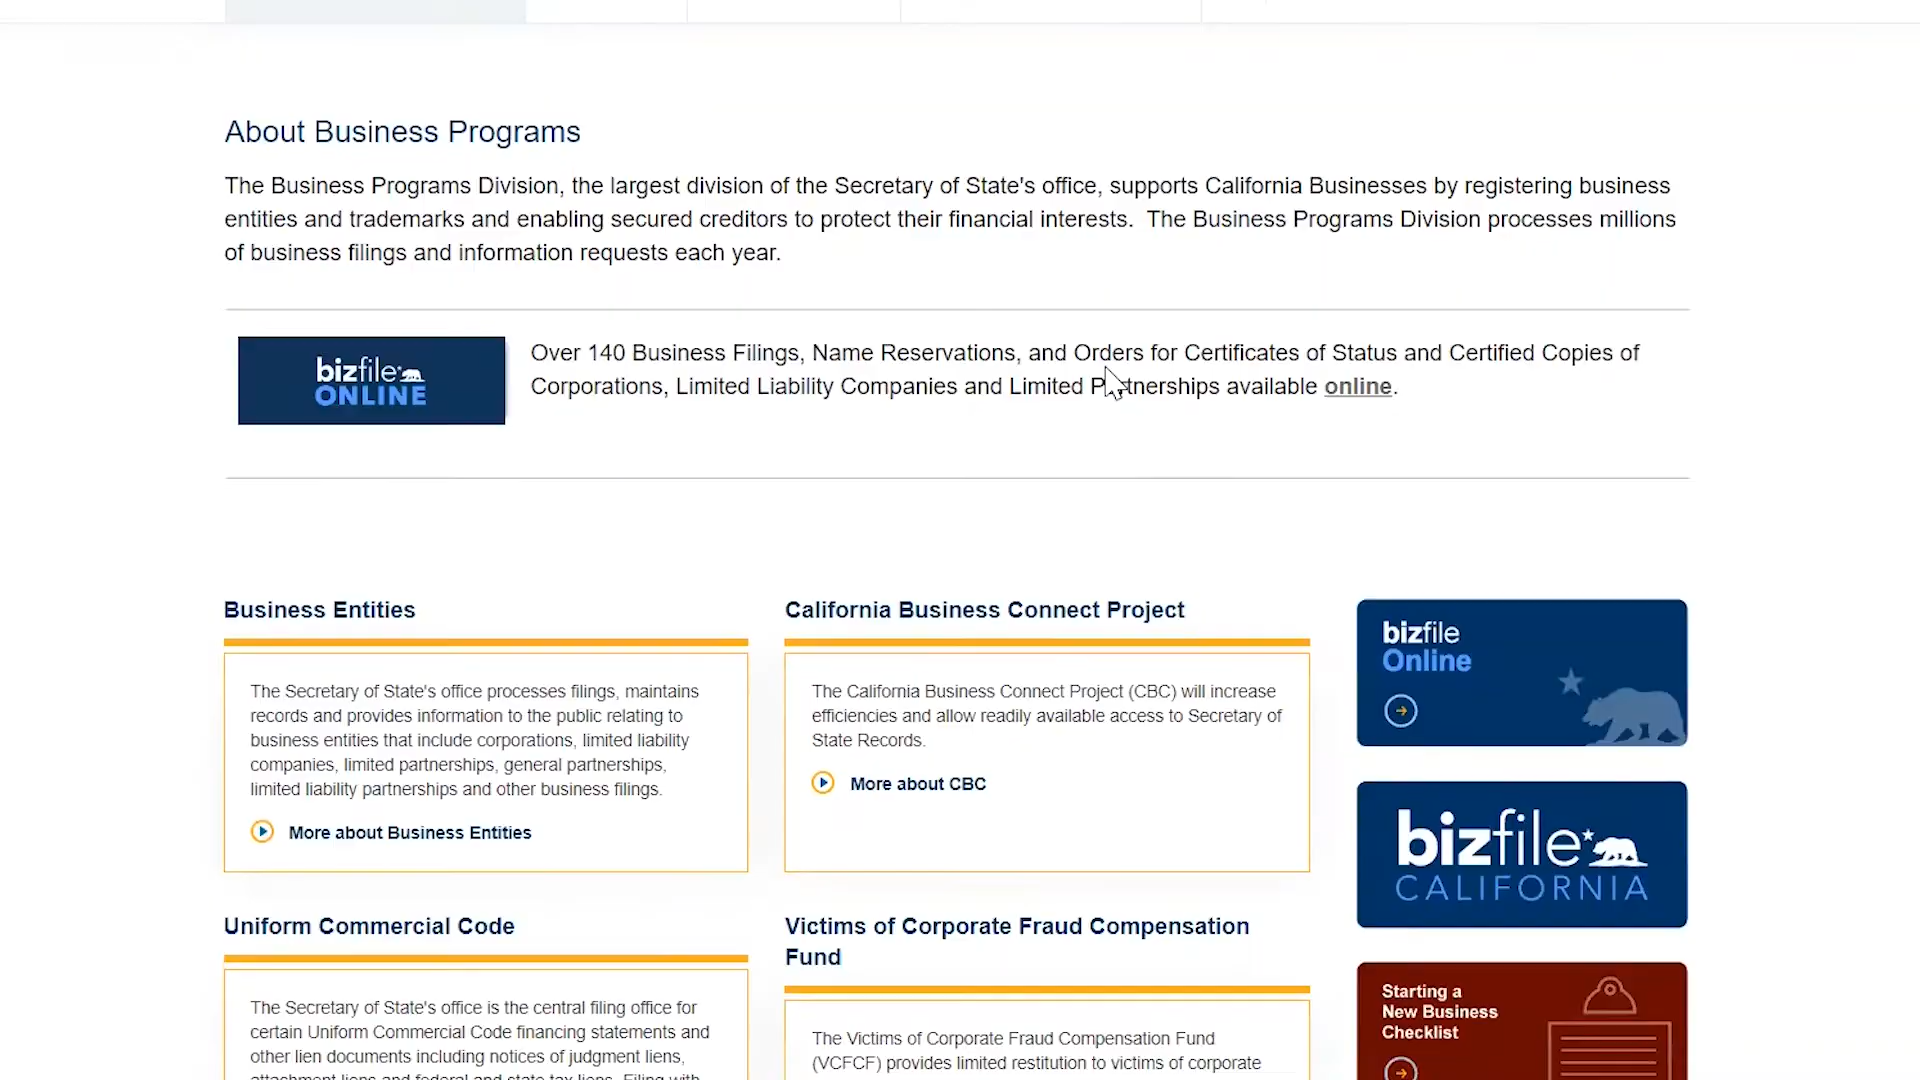 About Business Programs
The Business Programs Division, the largest division of the Secretary of State's office, supports California Businesses by registering business
entities and trademarks and enabling secured creditors to protect their financial interests.  The Business Programs Division processes millions
of business filings and information requests each year.
bizfile
ONLINE
Over 140 Business Filings, Name Reservations, and Orders for Certificates of Status and Certified Copies of
Corporations, Limited Liability Companies and Limited Partnerships available online.
Business Entities
The Secretary of State's office processes filings, maintains
records and provides information to the public relating to
business entities that include corporations, limited liability
companies, limited partnerships, general partnerships,
limited liability partnerships and other business filings.
More about Business Entities
California Business Connect Project
The California Business Connect Project (CBC) will increase
efficiencies and allow readily available access to Secretary of
State Records.
More about CBC
bizfile
Online
bizfile
CALIFORNIA
Uniform Commercial Code
The Secretary of State's office is the central filing office for
certain Uniform Commercial Code financing statements and
other lien documents including notices of judgment liens,
attachment liens and federal and state tax liens. Filing with
Victims of Corporate Fraud Compensation
Fund
The Victims of Corporate Fraud Compensation Fund
(VCFCF) provides limited restitution to victims of corporate
Starting a
New Business
Checklist